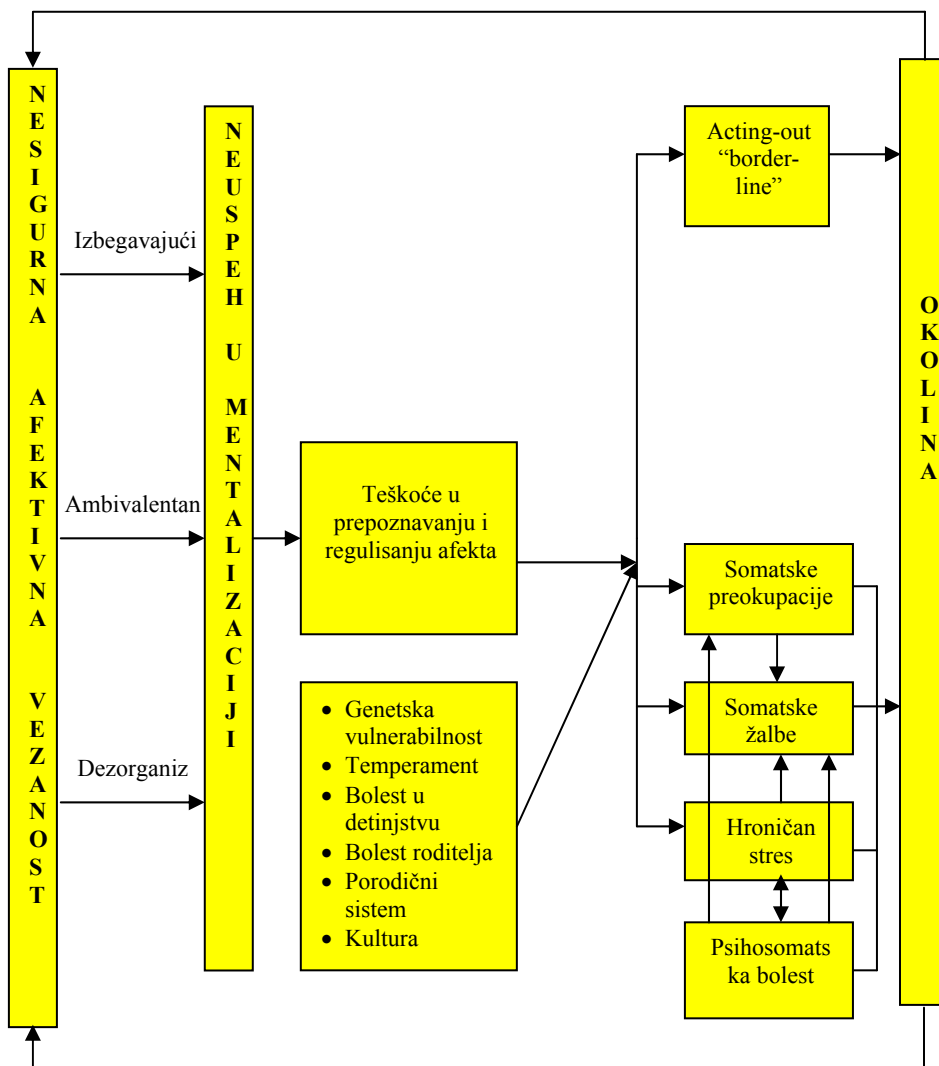 NESIGURNA AFEKTIVNA VEZANOST
Izbegavajući
Ambivalentan
Dezorganiz
NEUSPEH U MENTALIZACIJI
Teškoće u
prepoznavanju i
regulisanju afekta
• Genetska
vulnerabilnost
• Temperament
• Bolest u
detinjstvu
• Bolest roditelja
• Porodični
sistem
• Kultura
Acting-out
“border-
line”
Somatske
preokupacije
Somatske
žalbe
Hroničan
stres
Psihosomats
ka bolest
OKOLINA